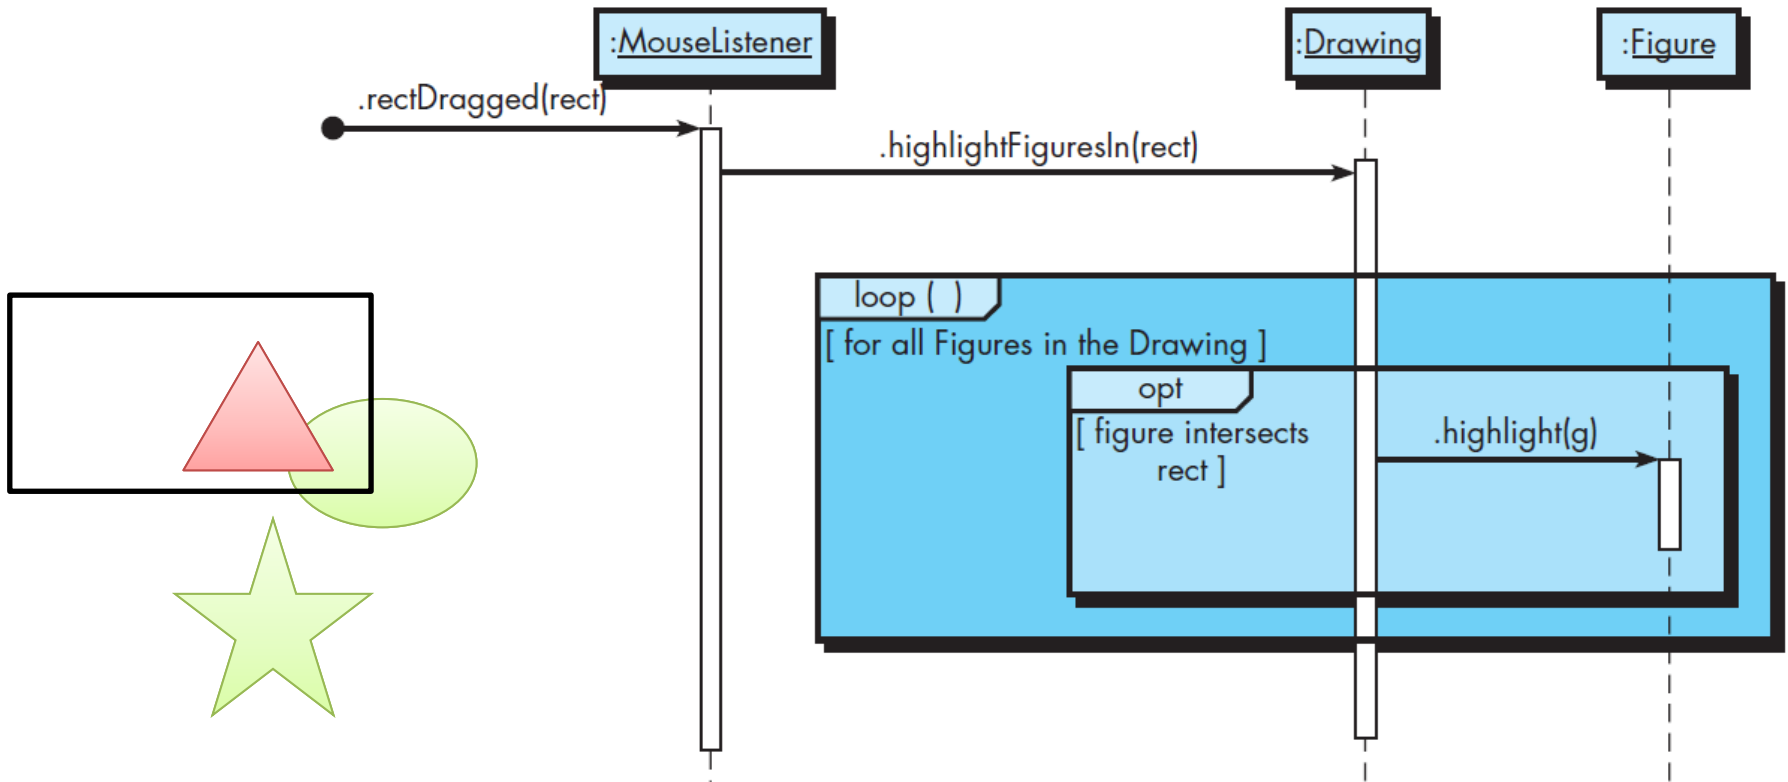 :MouseListener
:Drawing
:Figure
.rectDragged(rect)
.highlightFiguresIn(rect)
loop (  )
[ for all Figures in the Drawing ]
opt
[ figure intersects
rect ]
.highlight(g)